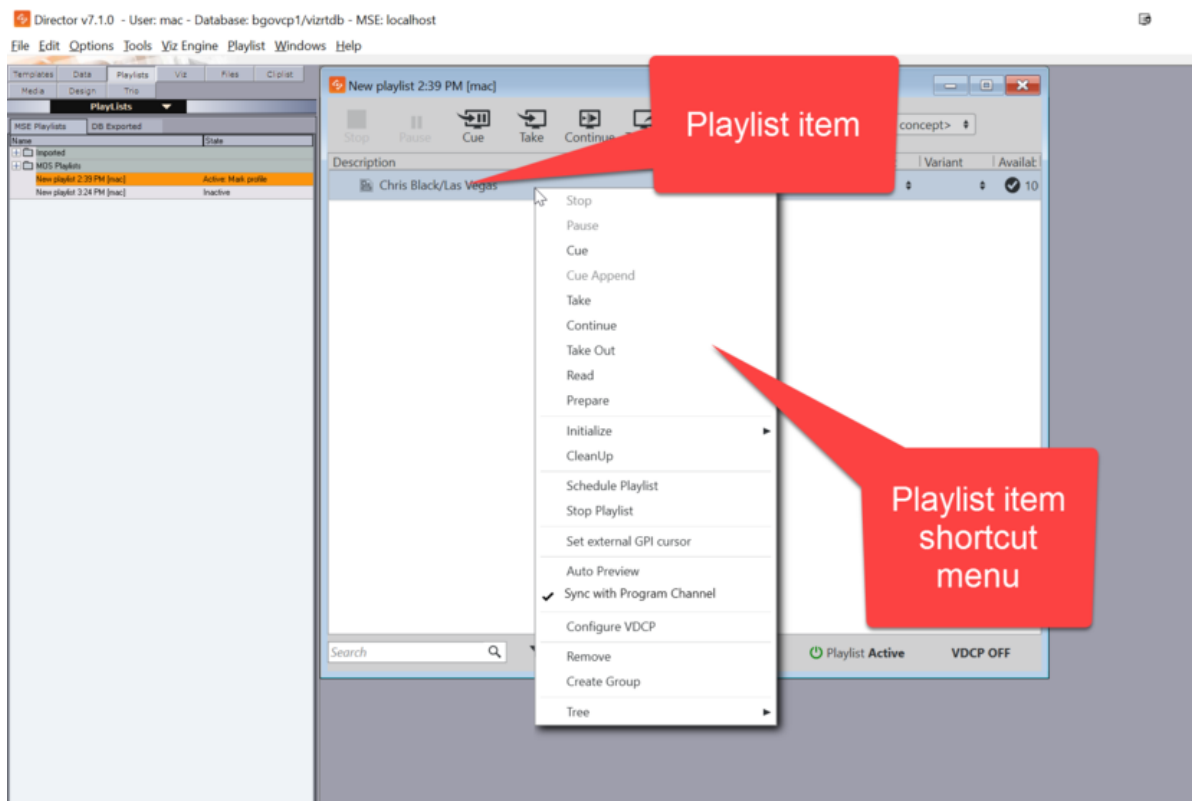 Director v7.1.0 - User: mac - Database: bgovcp1/vizrtdb - MSE: localhost
File Edit Options Tools Viz Engine Playlist Windows Help
Templates Data Playlists Viz Files Cliplist
Media Design Trio
PlayLists
MSE Playlists DB Exported
Name State
Imported
MOS Playlists
New playlist 2:39 PM [mac] Active: Mark profile
New playlist 3:24 PM [mac] Inactive
New playlist 2:39 PM [mac]
Stop Pause Cue Take Continue
concept>
Description Variant Availab
Chris Black/Las Vegas 10
Playlist item
Stop
Pause
Cue
Cue Append
Take
Continue
Take Out
Read
Prepare
Initialize
CleanUp
Schedule Playlist
Stop Playlist
Set external GPI cursor
Auto Preview
Sync with Program Channel
Configure VDCP
Remove
Create Group
Tree
Playlist item
shortcut
menu
Search
Playlist Active VDCP OFF